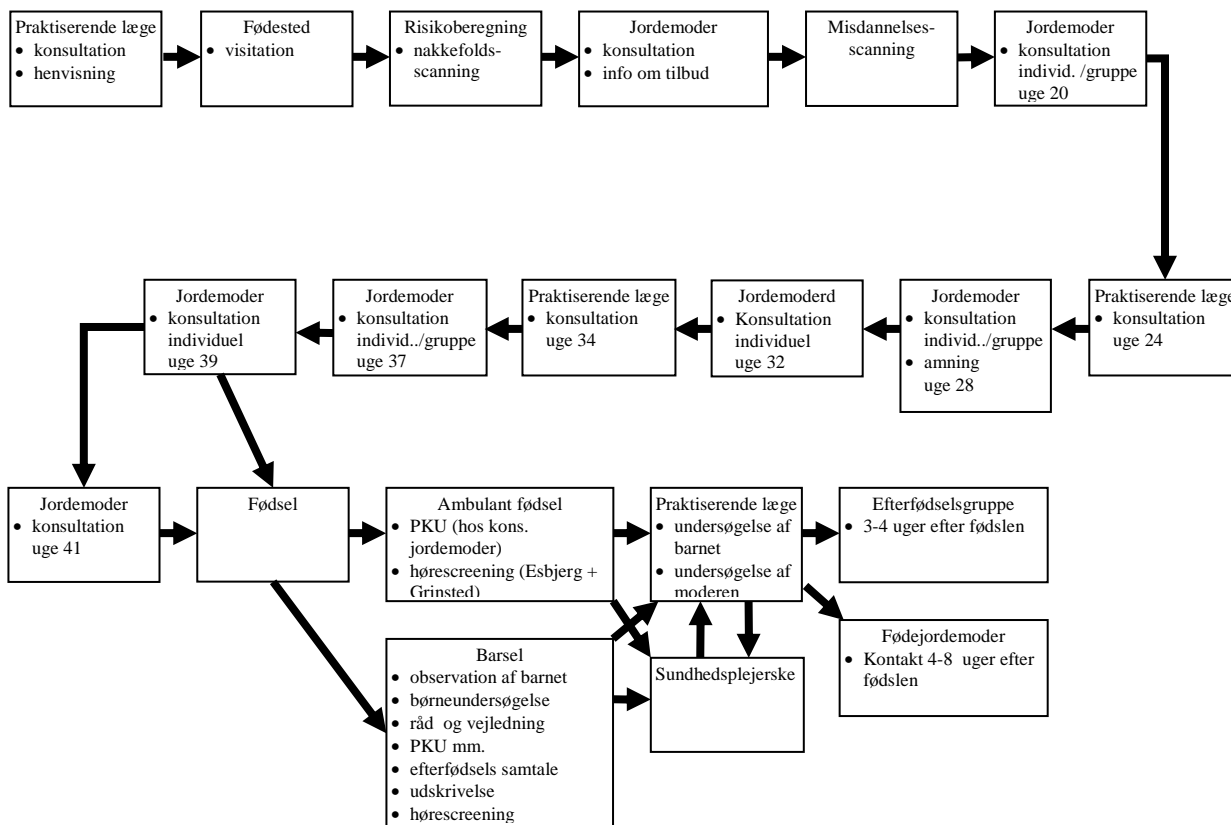 Praktiserende læge
• konsultation
• henvisning
Fødested
• visitation
Risikoberegning
• nakkefolds-
scanning
Jordemoder
• konsultation
• info om tilbud
Misdannelses-
scanning
Jordemoder
• konsultation
individ. /gruppe
uge 20
Jordemoder
• konsultation
individuel
uge 39
Jordemoder
• konsultation
individ../gruppe
uge 37
Praktiserende læge
• konsultation
uge 34
Jordemoderd
• Konsultation
individuel
uge 32
Jordemoder
• konsultation
individ../gruppe
• amning
uge 28
Praktiserende læge
• konsultation
uge 24
Jordemoder
• konsultation
uge 41
Fødsel
Ambulant fødsel
• PKU (hos kons.
jordemoder)
• hørescreening (Esbjerg +
Grinsted)
Praktiserende læge
• undersøgelse af
barnet
• undersøgelse af
moderen
Efterfødselsgruppe
• 3-4 uger efter fødslen
Barsel
• observation af barnet
• børneundersøgelse
• råd og vejledning
• PKU mm.
• efterfødsels samtale
• udskrivelse
• hørescreening
Sundhedsplejerske
Fødejordemoder
• Kontakt 4-8 uger efter
fødslen